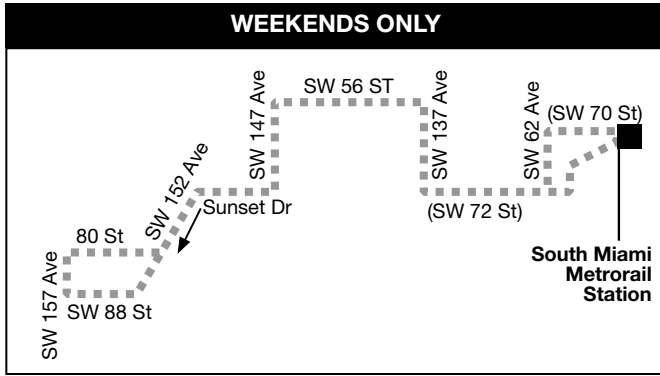 WEEKENDS ONLY
SW 56 ST
SW 147 Ave
SW 137 Ave
SW 62 Ave
(SW 70 St)
SW 152 Ave
Sunset Dr
(SW 72 St)
80 St
SW 157 Ave
SW 88 St
South Miami
Metrorail
Station